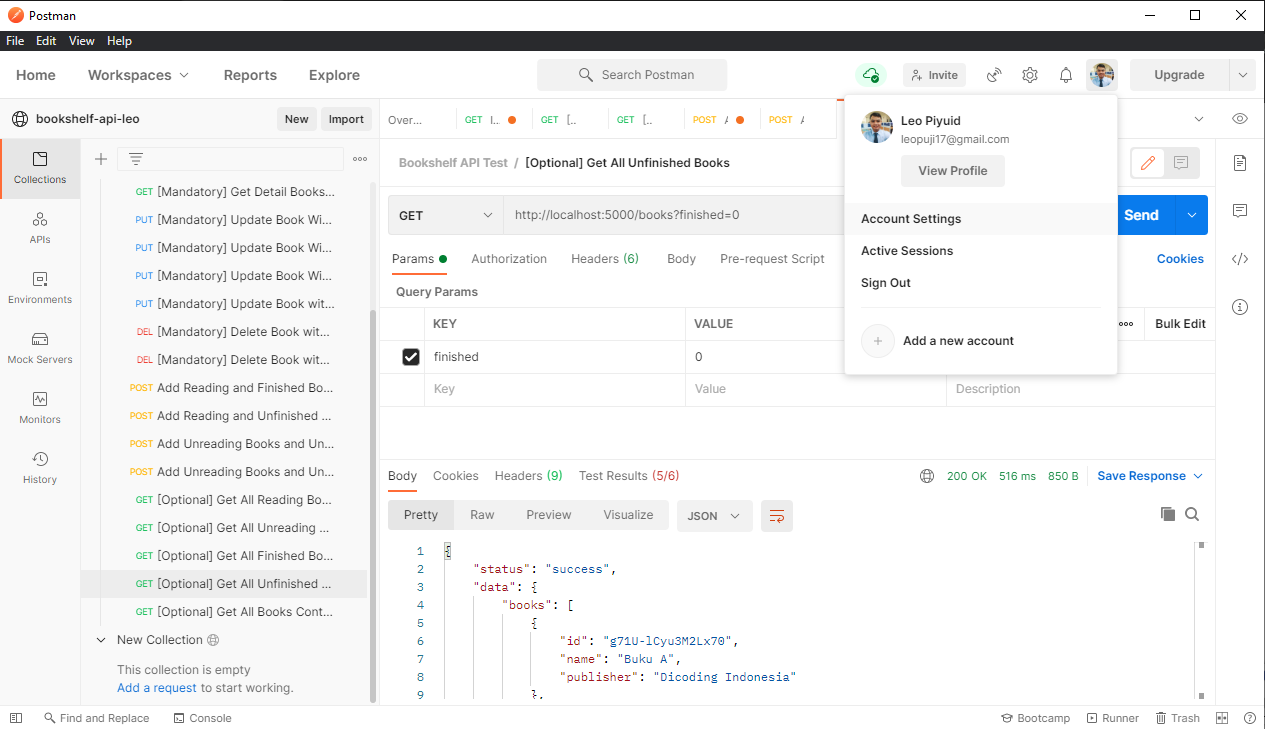 Postman
File Edit View Help
Home Workspaces Reports Explore Search Postman Invite Upgrade
bookshelf-api-leo New Import
Over... GET GET [.. GET [.. POST POST
Leo Piyuid
leopuji17@gmail.com
View Profile
Account Settings
Active Sessions
Sign Out
Add a new account
Collections
APIs
Environments
Mock Servers
Monitors
History
GET [Mandatory] Get Detail Books...
PUT [Mandatory] Update Book Wi...
PUT [Mandatory] Update Book Wi...
PUT [Mandatory] Update Book Wi...
PUT [Mandatory] Update Book wit...
DEL [Mandatory] Delete Book wit...
DEL [Mandatory] Delete Book wit...
POST Add Reading and Finished Bo...
POST Add Reading and Unfinished ...
POST Add Unreading Books and Un...
POST Add Unreading Books and Un...
GET [Optional] Get All Reading Bo...
GET [Optional] Get All Unreading ...
GET [Optional] Get All Finished Bo...
GET [Optional] Get All Unfinished ...
GET [Optional] Get All Books Cont...
New Collection
This collection is empty
Add a request to start working.
Bookshelf API Test / [Optional] Get All Unfinished Books
GET http://localhost:5000/books?finished=0 Send
Params Authorization Headers (6) Body Pre-request Script Cookies
Query Params
KEY VALUE Bulk Edit
finished 0
Key Value Description
Body Cookies Headers (9) Test Results (5/6) 200 OK 516 ms 850 B Save Response
Pretty Raw Preview Visualize JSON
1 {
2 "status": "success",
3 "data": {
4 "books": [
5 {
6 "id": "g71U-lCyu3M2Lx70",
7 "name": "Buku A",
8 "publisher": "Dicoding Indonesia"
9 },
Find and Replace Console Bootcamp Runner Trash